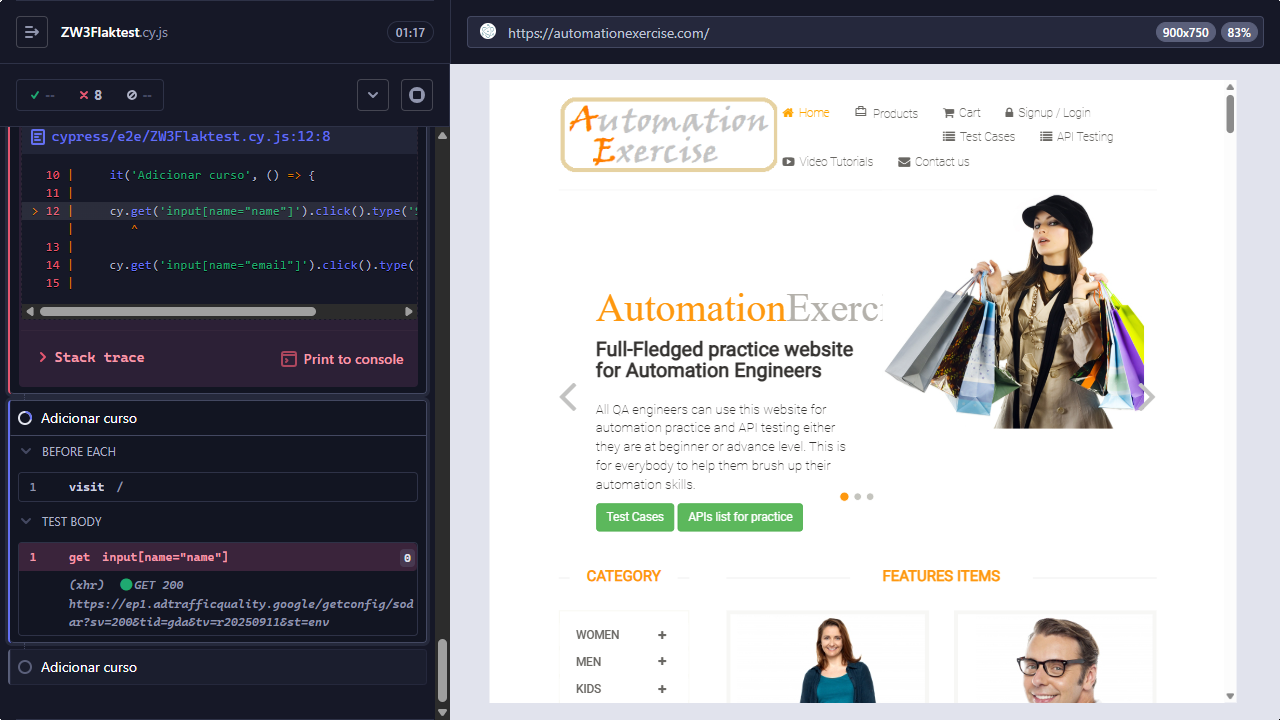 ZW3Flaktest.cy.js
01:17
https://automationexercise.com/
900x750
83%
--
8
--
cypress/e2e/ZW3Flaktest.cy.js:12:8
10 | it('Adicionar curso', () => {
11 |
> 12 | cy.get('input[name="name"]').click().type('S
| ^
13 |
14 | cy.get('input[name="email"]').click().type(
15 |
Stack trace
Print to console
Adicionar curso
BEFORE EACH
1 visit /
TEST BODY
1 get input[name="name"] 0
(xhr) GET 200
https://ep1.adtrafficquality.google/getconfig/sod
ar?sv=200&tid=gda&tv=r20250911&st=env
Adicionar curso
Automation
Exercise
Home
Products
Cart
Signup / Login
Test Cases
API Testing
Video Tutorials
Contact us
AutomationExerci
Full-Fledged practice website
for Automation Engineers
All QA engineers can use this website for
automation practice and API testing either
they are at beginner or advance level. This is
for everybody to help them brush up their
automation skills.
Test Cases
APIs list for practice
CATEGORY
FEATURES ITEMS
WOMEN +
MEN +
KIDS +